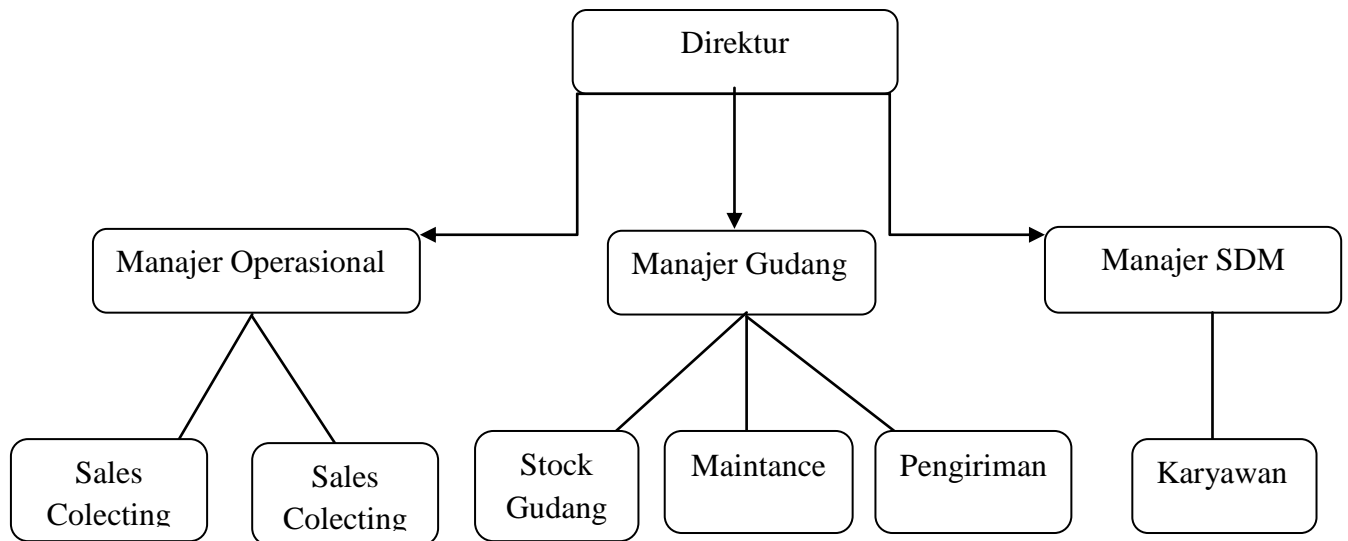 Direktur
Manajer Operasional
Manajer Gudang
Manajer SDM
Sales
Colecting
Sales
Colecting
Stock
Gudang
Maintance
Pengiriman
Karyawan